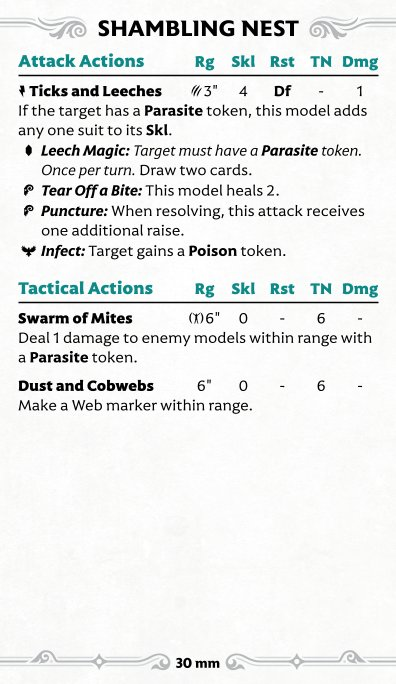 SHAMBLING NEST
Attack Actions Rg Skl Rst TN Dmg
Ticks and Leeches 3" 4 Df - 1
If the target has a Parasite token, this model adds
any one suit to its Skl.
Leech Magic: Target must have a Parasite token.
Once per turn. Draw two cards.
Tear Off a Bite: This model heals 2.
Puncture: When resolving, this attack receives
one additional raise.
Infect: Target gains a Poison token.
Tactical Actions Rg Skl Rst TN Dmg
Swarm of Mites 6" 0 - 6 -
Deal 1 damage to enemy models within range with
a Parasite token.
Dust and Cobwebs 6" 0 - 6 -
Make a Web marker within range.
30 mm